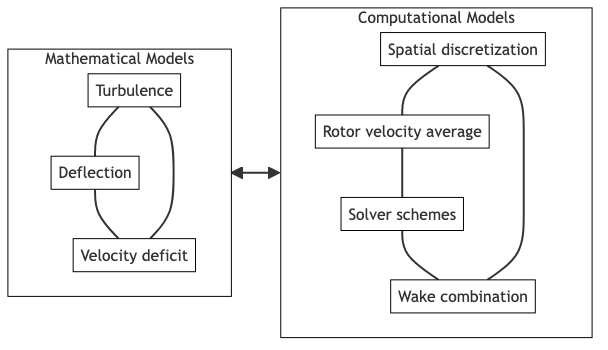 Mathematical Models
Turbulence
Deflection
Velocity deficit
Computational Models
Spatial discretization
Rotor velocity average
Solver schemes
Wake combination